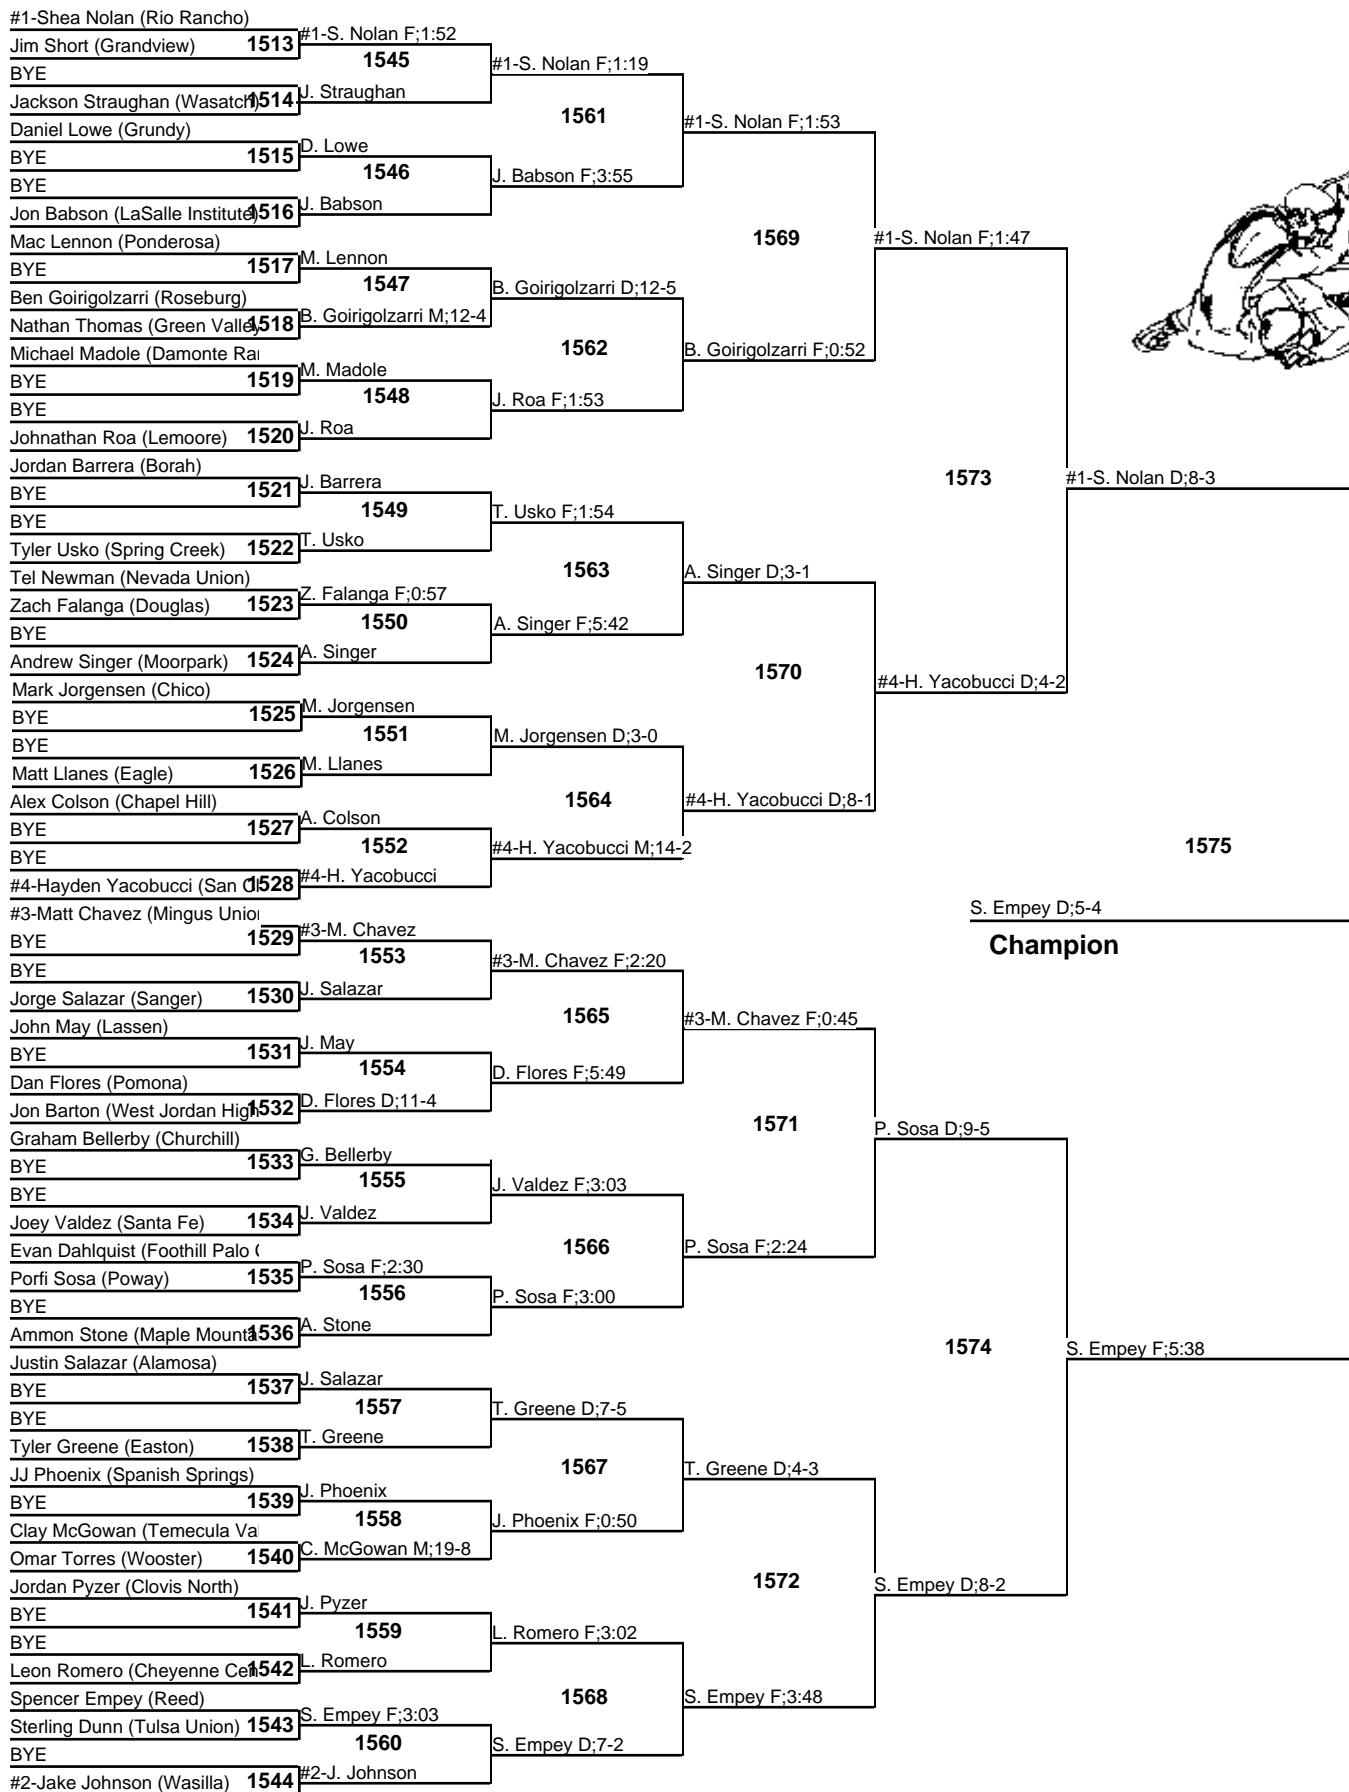 #1-Shea Nolan (Rio Rancho)
Jim Short (Grandview) 1513
BYE
Jackson Straughan (Wasatch) 1514
Daniel Lowe (Grundy)
BYE 1515
BYE
Jon Babson (LaSalle Institute) 1516
Mac Lennon (Ponderosa)
BYE 1517
Ben Goirigolzarri (Roseburg)
Nathan Thomas (Green Valley 1518
Michael Madole (Damonte Ra
BYE 1519
BYE
Johnathan Roa (Lemoore) 1520
Jordan Barrera (Borah)
BYE 1521
BYE
Tyler Usko (Spring Creek) 1522
Tel Newman (Nevada Union)
Zach Falanga (Douglas) 1523
BYE
Andrew Singer (Moorpark) 1524
Mark Jorgensen (Chico)
BYE 1525
BYE
Matt Llanes (Eagle) 1526
Alex Colson (Chapel Hill)
BYE 1527
BYE
#4-Hayden Yacobucci (San 1528
#3-Matt Chavez (Mingus Union
BYE 1529
BYE
Jorge Salazar (Sanger) 1530
John May (Lassen)
BYE 1531
Dan Flores (Pomona)
Jon Barton (West Jordan High 1532
Graham Bellerby (Churchill)
BYE 1533
BYE
Joey Valdez (Santa Fe) 1534
Evan Dahlquist (Foothill Palo
Porfi Sosa (Poway) 1535
BYE
Ammon Stone (Maple Mounta 1536
Justin Salazar (Alamosa)
BYE 1537
BYE
Tyler Greene (Easton) 1538
JJ Phoenix (Spanish Springs)
BYE 1539
Clay McGowan (Temecula Va
Omar Torres (Wooster) 1540
Jordan Pyzer (Clovis North)
BYE 1541
BYE
Leon Romero (Cheyenne Cen 1542
Spencer Empey (Reed)
Sterling Dunn (Tulsa Union) 1543
BYE
#2-Jake Johnson (Wasilla) 1544
#1-S. Nolan F;1:52
1545
J. Straughan
D. Lowe
1546
J. Babson
M. Lennon
1547
B. Goirigolzarri M;12-4
M. Madole
1548
J. Roa
J. Barrera
1549
T. Usko
Z. Falanga F;0:57
1550
A. Singer
M. Jorgensen
1551
M. Llanes
A. Colson
1552
#4-H. Yacobucci
#3-M. Chavez
1553
J. Salazar
J. May
1554
D. Flores D;11-4
G. Bellerby
1555
J. Valdez
P. Sosa F;2:30
1556
A. Stone
J. Salazar
1557
T. Greene
J. Phoenix
1558
C. McGowan M;19-8
J. Pyzer
1559
L. Romero
S. Empey F;3:03
1560
#2-J. Johnson
#1-S. Nolan F;1:19
1561
J. Babson F;3:55
B. Goirigolzarri D;12-5
1562
J. Roa F;1:53
T. Usko F;1:54
1563
A. Singer F;5:42
M. Jorgensen D;3-0
1564
#4-H. Yacobucci M;14-2
#3-M. Chavez F;2:20
1565
D. Flores F;5:49
J. Valdez F;3:03
1566
P. Sosa F;3:00
T. Greene D;7-5
1567
J. Phoenix F;0:50
L. Romero F;3:02
1568
S. Empey D;7-2
#1-S. Nolan F;1:53
1569
B. Goirigolzarri F;0:52
A. Singer D;3-1
1570
#4-H. Yacobucci D;8-1
#3-M. Chavez F;0:45
1571
P. Sosa F;2:24
T. Greene D;4-3
1572
S. Empey F;3:48
#1-S. Nolan F;1:47
1573
#4-H. Yacobucci D;4-2
P. Sosa D;9-5
1574
S. Empey D;8-2
#1-S. Nolan D;8-3
1575
S. Empey F;5:38
S. Empey D;5-4
Champion